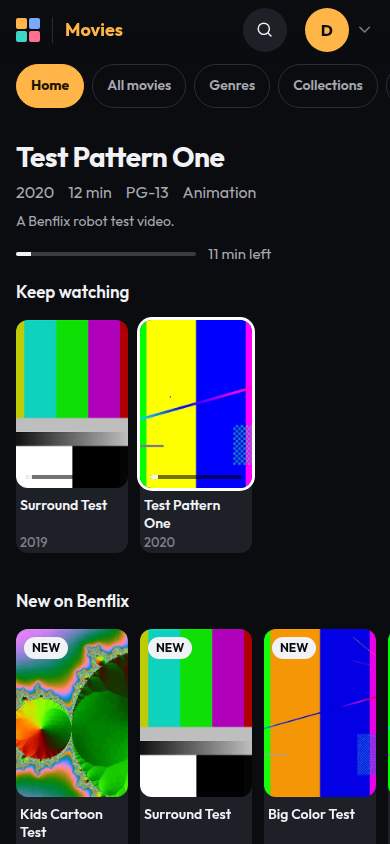 Movies
D
Home
All movies
Genres
Collections
Test Pattern One
2020 12 min PG-13 Animation
A Benflix robot test video.
11 min left
Keep watching
Surround Test
2019
Test Pattern
One
2020
New on Benflix
NEW
NEW
NEW
Kids Cartoon
Test
Surround Test
Big Color Test